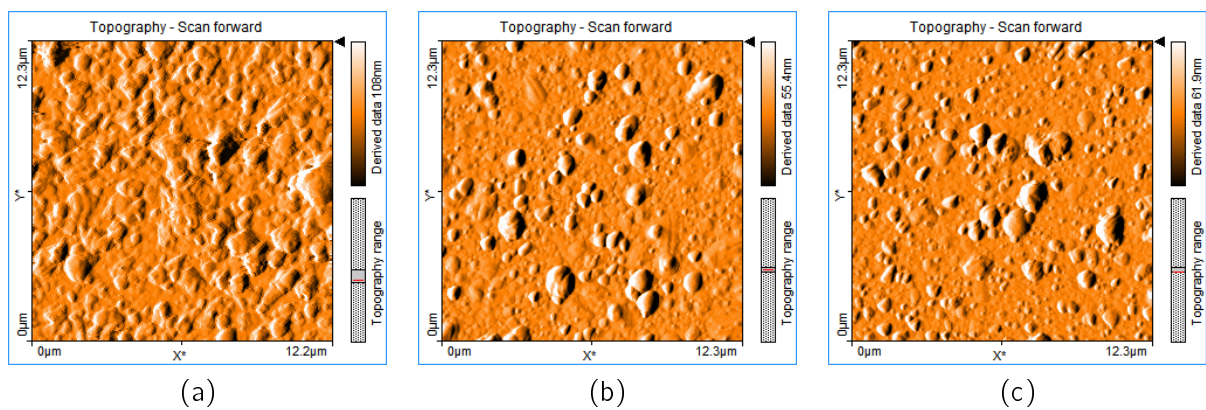 Topography - Scan forward
12.3µm
Y*
0µm
0µm
X*
12.2µm
Derived data 108nm
Topography range
(a)
Topography - Scan forward
12.3µm
Y*
0µm
0µm
X*
12.3µm
Derived data 55.4nm
Topography range
(b)
Topography - Scan forward
12.3µm
Y*
0µm
0µm
X*
12.3µm
Derived data 61.9nm
Topography range
(c)